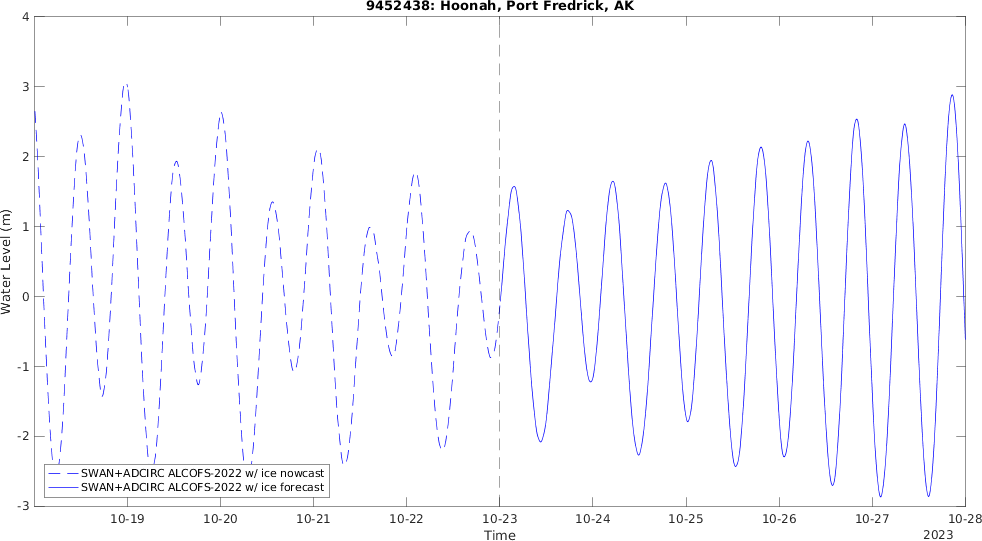 9452438: Hoonah, Port Fredrick, AK
4
3
2
1
0
-1
-2
-3
Water Level (m)
SWAN+ADCIRC ALCOFS-2022 w/ ice nowcast
SWAN+ADCIRC ALCOFS-2022 w/ ice forecast
10-19 10-20 10-21 10-22 10-23 10-24 10-25 10-26 10-27 10-28
Time
2023